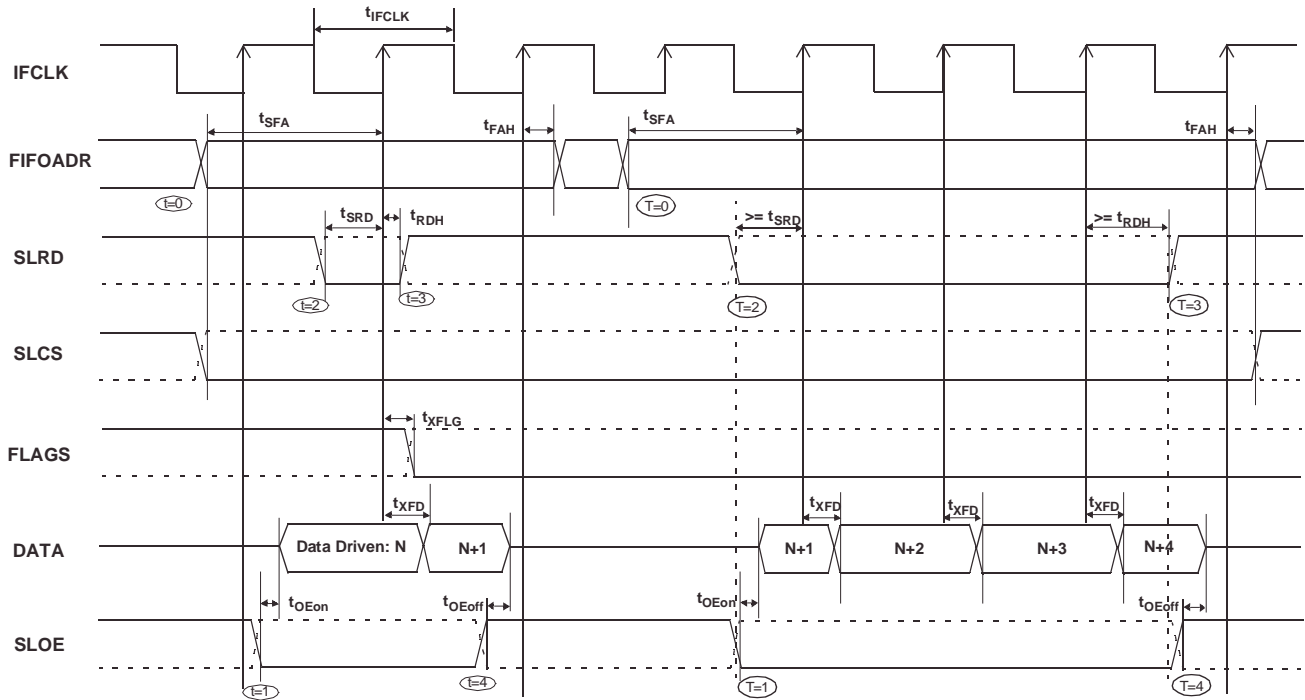 tIFCLK
IFCLK
tSFA
tFAH
tSFA
tFAH
FIFOADR
t=0
T=0
tSRD
tRDH
>= tSRD
>= tRDH
SLRD
t=2
t=3
T=2
T=3
SLCS
tXFLG
FLAGS
tXFD
tXFD
tXFD
tXFD
DATA
Data Driven: N
N+1
N+1
N+2
N+3
N+4
tOEon
tOEoff
tOEon
tOEoff
SLOE
t=1
t=4
T=1
T=4